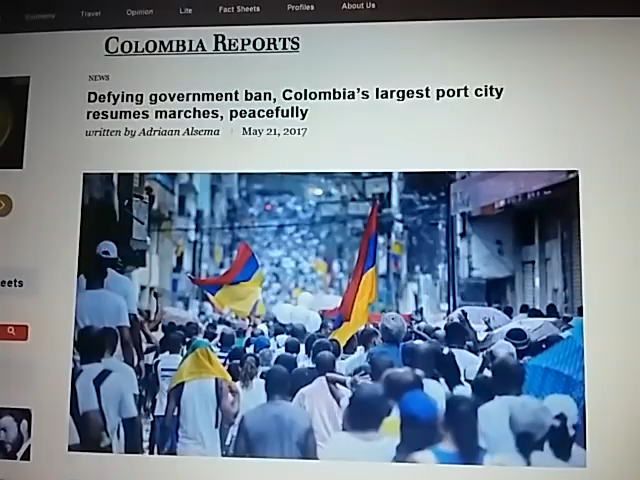 Travel Opinion Lite Fact Sheets Profiles About Us
COLOMBIA REPORTS
NEWS
Defying government ban, Colombia's largest port city
resumes marches, peacefully
written by Adriaan Alsema May 21, 2017
eets